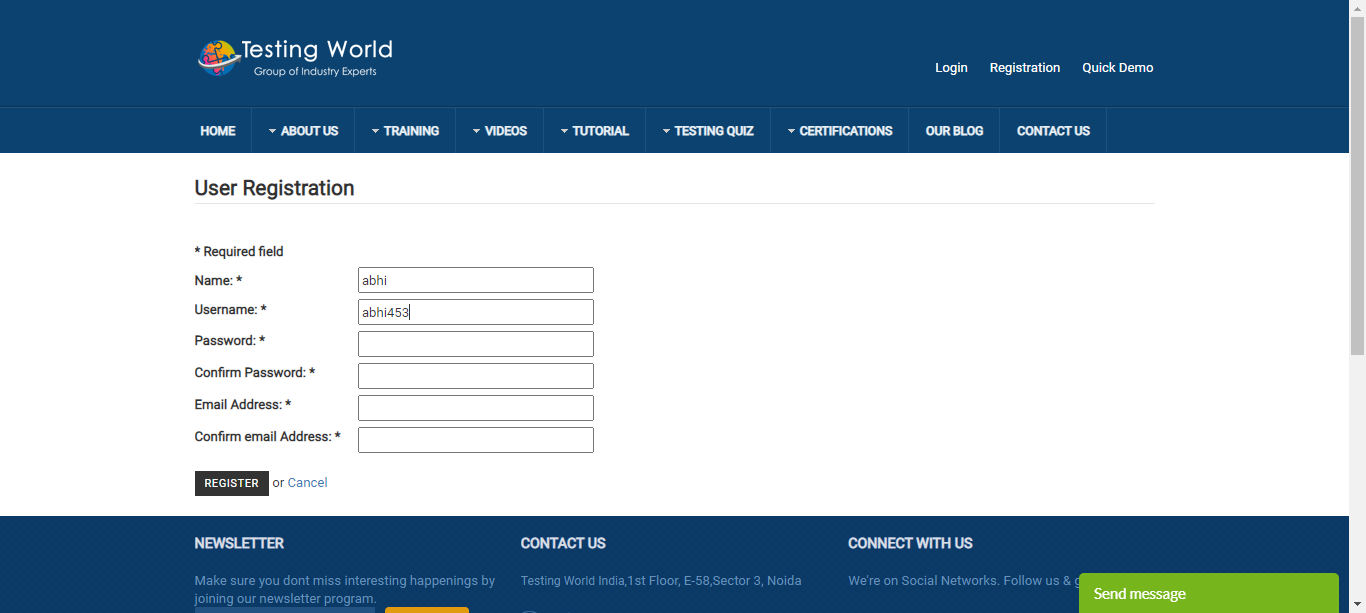 Testing World
Group of Industry Experts
Login Registration Quick Demo
HOME ABOUT US TRAINING VIDEOS TUTORIAL TESTING QUIZ CERTIFICATIONS OUR BLOG CONTACT US
User Registration
* Required field
Name: * abhi
Username: * abhi453
Password: *
Confirm Password: *
Email Address: *
Confirm email Address: *
REGISTER or Cancel
NEWSLETTER CONTACT US CONNECT WITH US
Make sure you dont miss interesting happenings by Testing World India,1st Floor, E-58,Sector 3, Noida We're on Social Networks. Follow us &
joining our newsletter program.
Send message